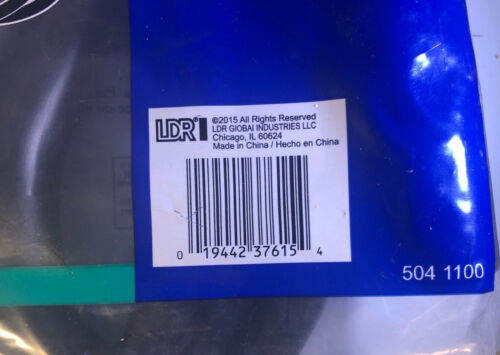 LDR
©2015 All Rights Reserved
LDR GlOBAl INDUSTRIES LLC
Chicago, IL 60624
Made in China / Hecho en China
0 19442 37615 4
504 1100